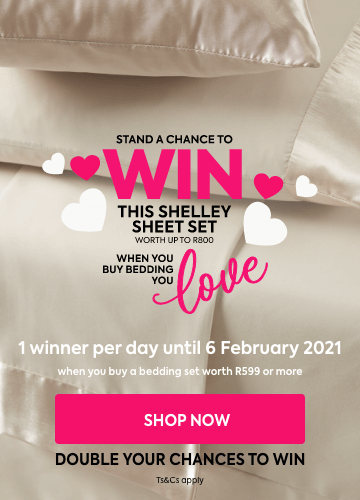 STAND A CHANCE TO
WIN
THIS SHELLEY
SHEET SET
WORTH UP TO R800
WHEN YOU
BUY BEDDING
YOU
love
1 winner per day until 6 February 2021
when you buy a bedding set worth R599 or more
SHOP NOW
DOUBLE YOUR CHANCES TO WIN
Ts&Cs apply